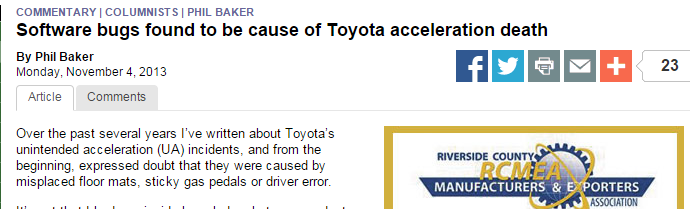 COMMENTARY | COLUMNISTS | PHIL BAKER
Software bugs found to be cause of Toyota acceleration death
By Phil Baker
Monday, November 4, 2013
23
Article
Comments
Over the past several years I've written about Toyota's
unintended acceleration (UA) incidents, and from the
beginning, expressed doubt that they were caused by
misplaced floor mats, sticky gas pedals or driver error.
RIVERSIDE COUNTY
RCMEA
MANUFACTURERS & EXPORTERS
ASSOCIATION